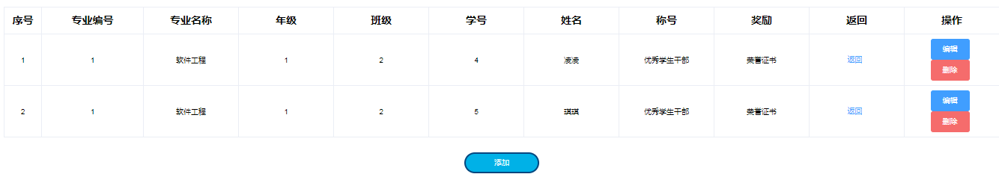 序号 专业编号 专业名称 年级 班级 学号 姓名 称号 奖励 返回 操作
1 1 软件工程 1 2 4 凌凌 优秀学生干部 荣誉证书 返回 编辑
删除
2 1 软件工程 1 2 5 琪琪 优秀学生干部 荣誉证书 返回 编辑
删除
添加